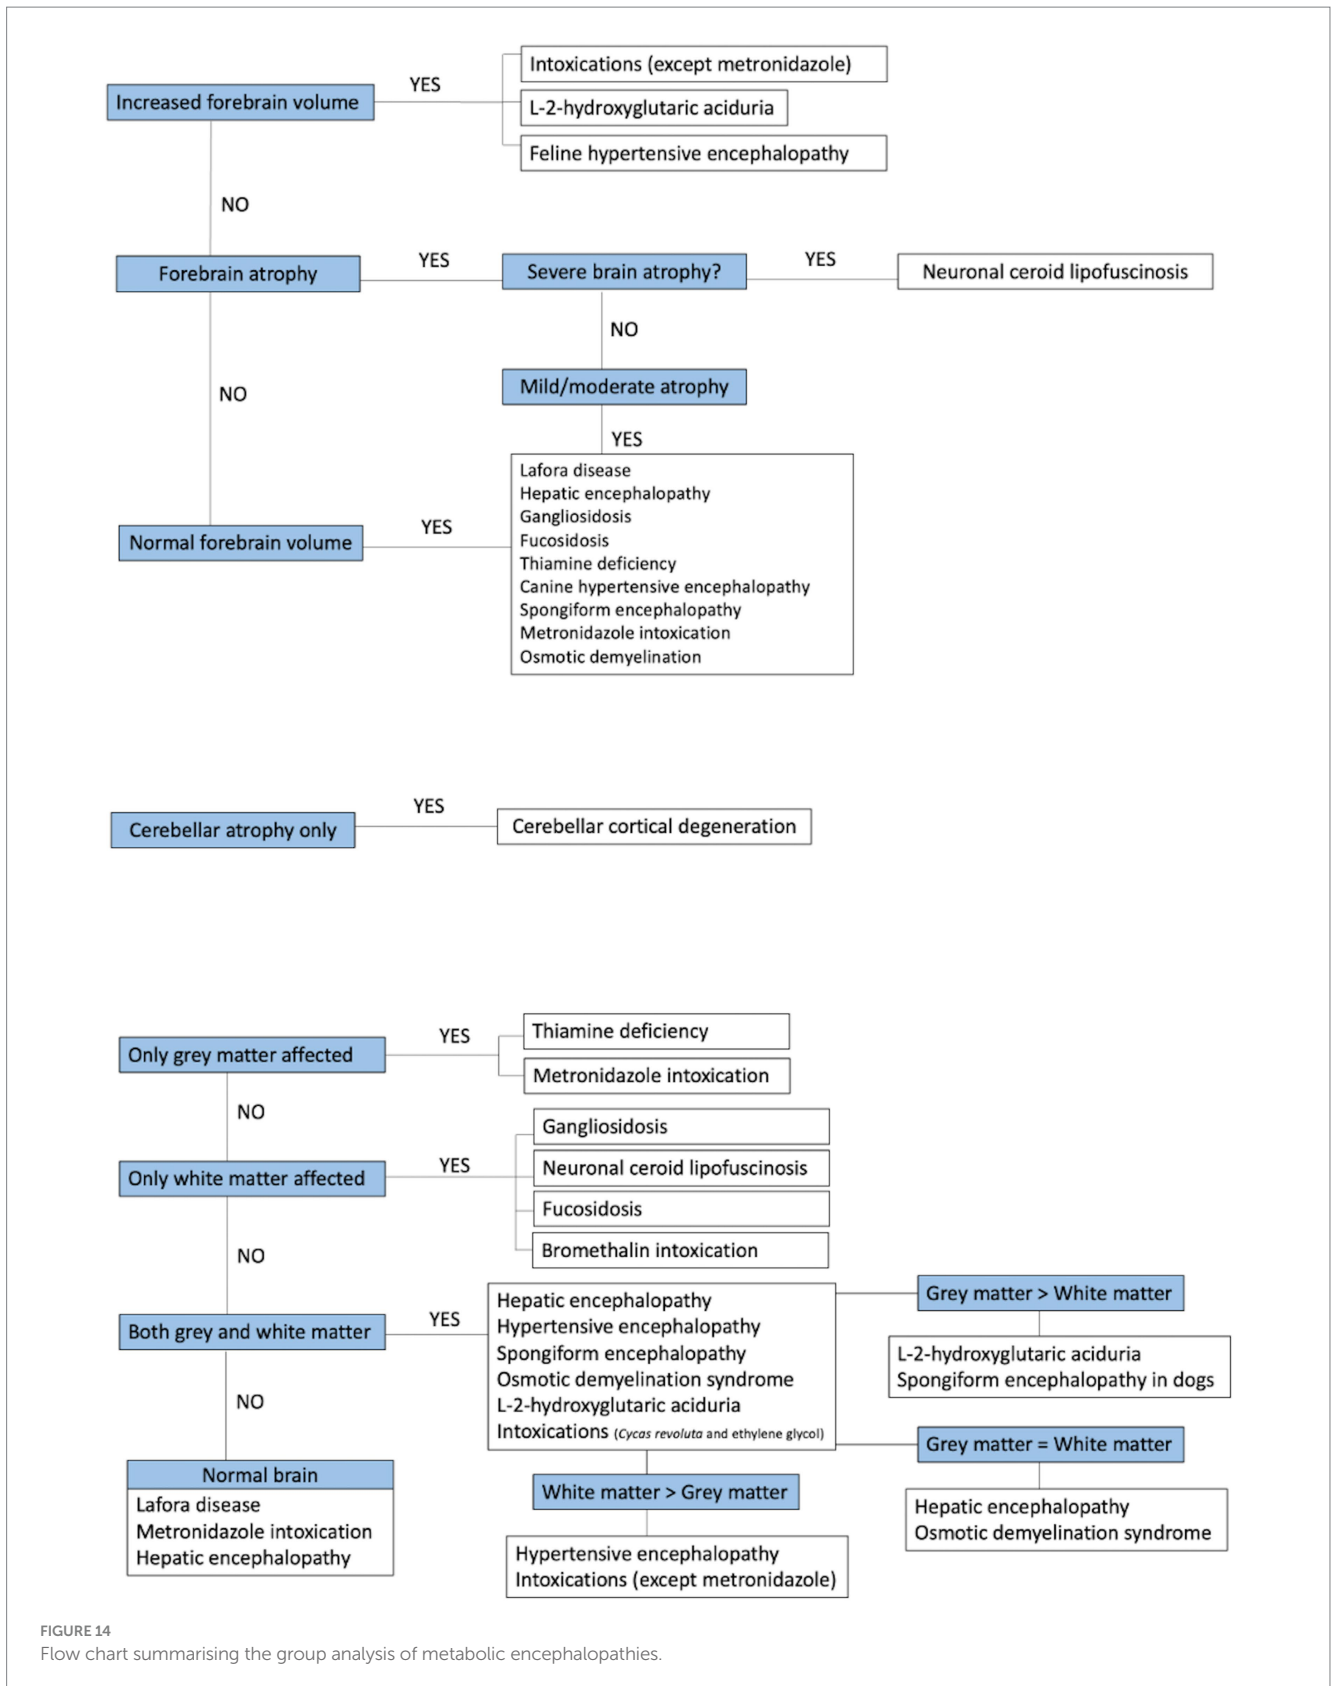 Increased forebrain volume
YES
Intoxications (except metronidazole)
L-2-hydroxyglutaric aciduria
Feline hypertensive encephalopathy
NO
Forebrain atrophy
YES
Severe brain atrophy?
YES
Neuronal ceroid lipofuscinosis
NO
Mild/moderate atrophy
NO
YES
Lafora disease
Hepatic encephalopathy
Gangliosidosis
Fucosidosis
Thiamine deficiency
Canine hypertensive encephalopathy
Spongiform encephalopathy
Metronidazole intoxication
Osmotic demyelination
Normal forebrain volume
YES
Cerebellar atrophy only
YES
Cerebellar cortical degeneration
Only grey matter affected
YES
Thiamine deficiency
Metronidazole intoxication
NO
Only white matter affected
YES
Gangliosidosis
Neuronal ceroid lipofuscinosis
Fucosidosis
Bromethalin intoxication
NO
Both grey and white matter
YES
Hepatic encephalopathy
Hypertensive encephalopathy
Spongiform encephalopathy
Osmotic demyelination syndrome
L-2-hydroxyglutaric aciduria
Intoxications (Cycas revoluta and ethylene glycol)
Grey matter > White matter
L-2-hydroxyglutaric aciduria
Spongiform encephalopathy in dogs
Grey matter = White matter
Hepatic encephalopathy
Osmotic demyelination syndrome
White matter > Grey matter
Hypertensive encephalopathy
Intoxications (except metronidazole)
NO
Normal brain
Lafora disease
Metronidazole intoxication
Hepatic encephalopathy
FIGURE 14
Flow chart summarising the group analysis of metabolic encephalopathies.